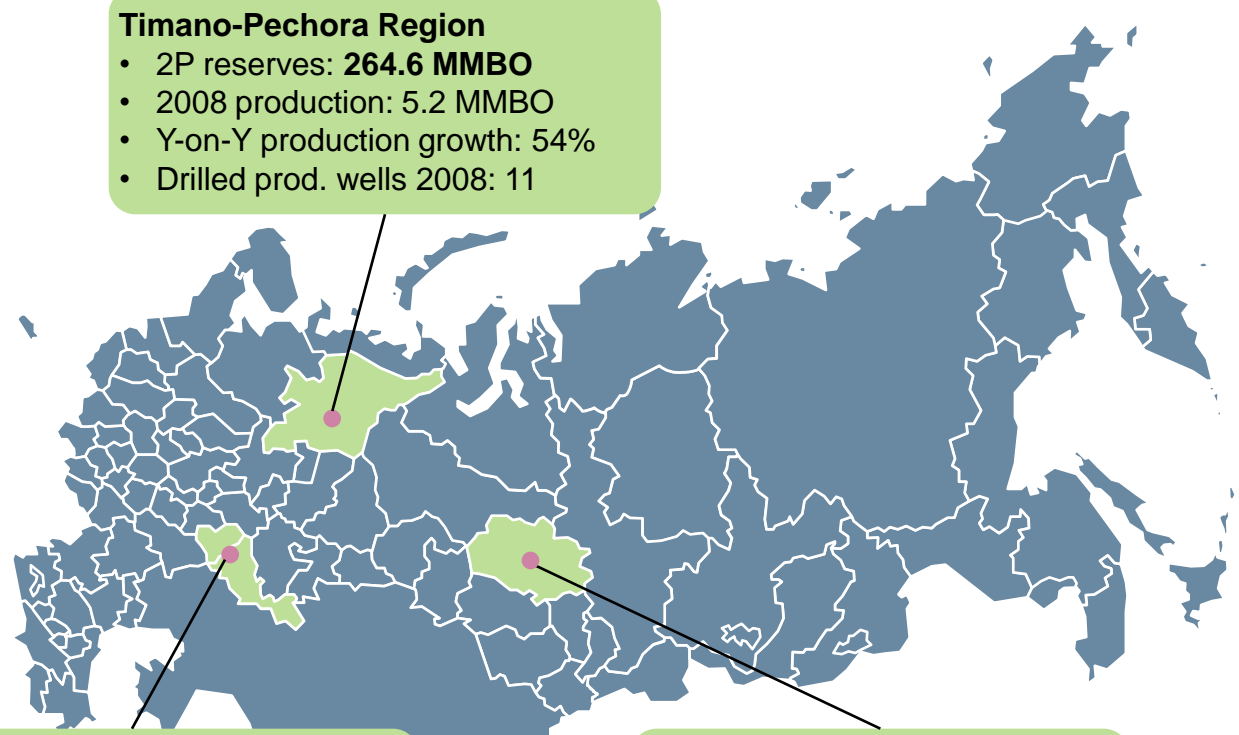 Timano-Pechora Region
• 2P reserves: 264.6 MMBO
• 2008 production: 5.2 MMBO
• Y-on-Y production growth: 54%
• Drilled prod. wells 2008: 11